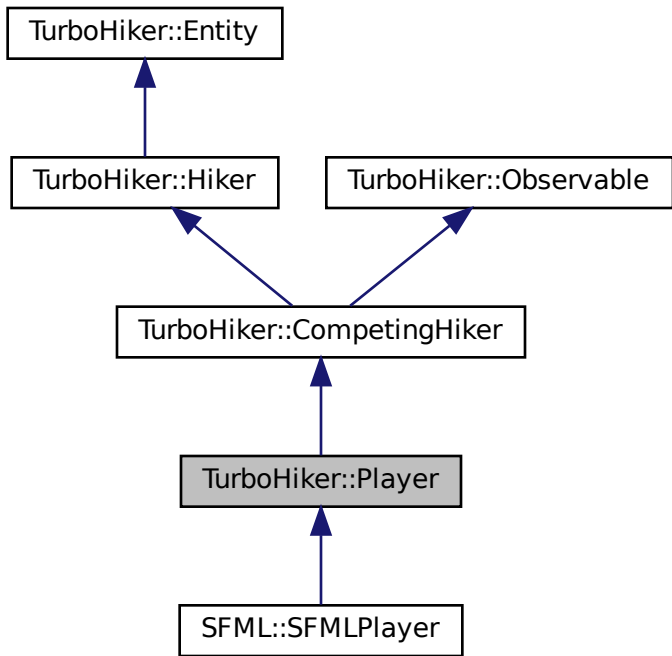 TurboHiker::Entity
TurboHiker::Hiker
TurboHiker::Observable
TurboHiker::CompetingHiker
TurboHiker::Player
SFML::SFMLPlayer